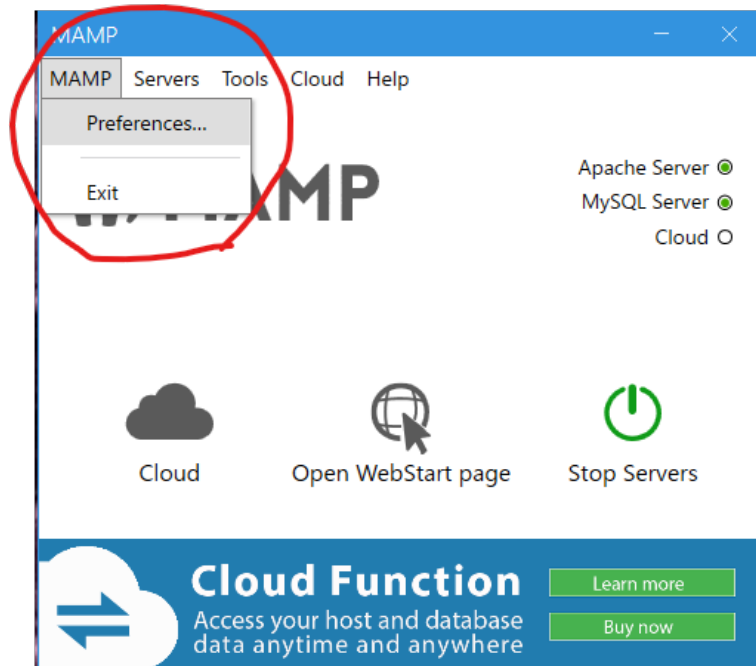 MAMP
MAMP Servers Tools Cloud Help
Preferences...
Exit
AMP
Apache Server
MySQL Server
Cloud
Cloud
Open WebStart page
Stop Servers
Cloud Function
Access your host and database
data anytime and anywhere
Learn more
Buy now